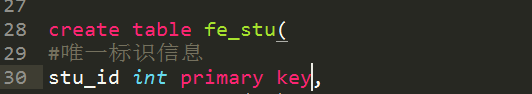 27
28 create table fe_stu(
29 #唯一标识信息
30 stu_id int primary key,